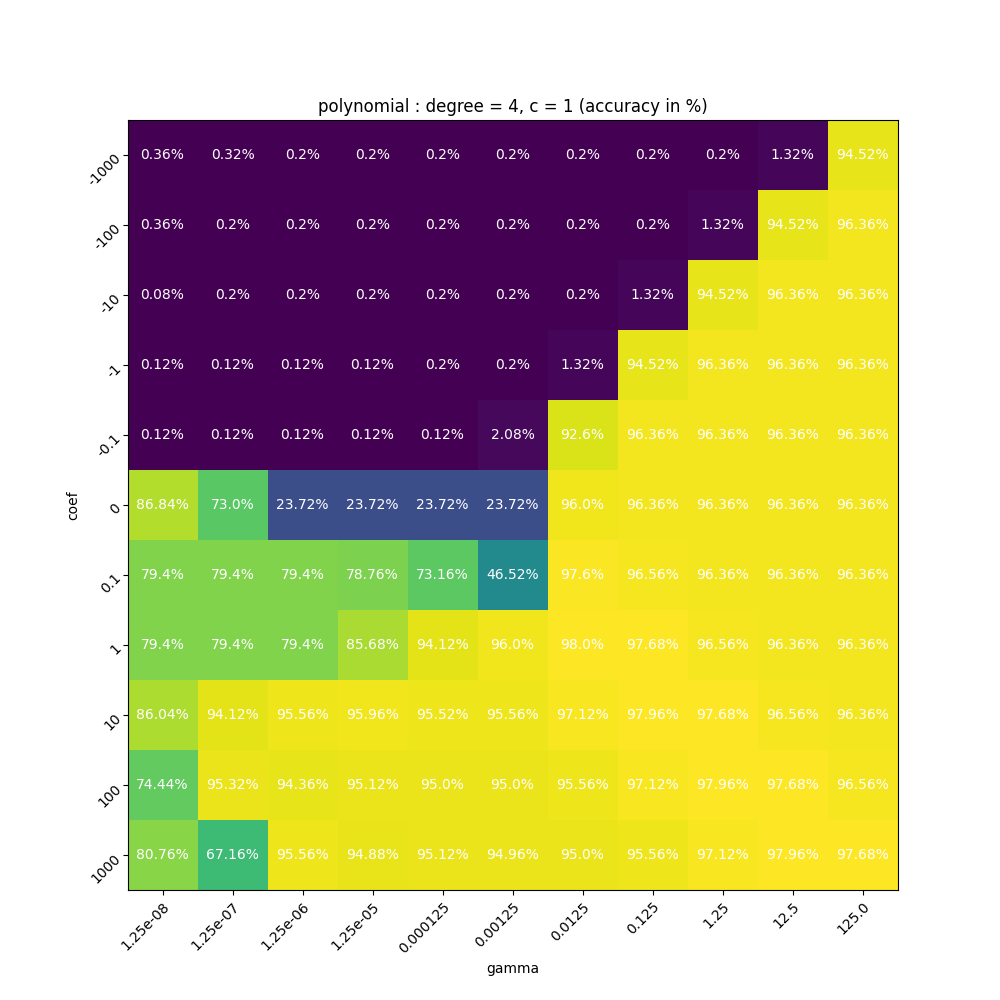 polynomial : degree = 4, c = 1 (accuracy in %)
-1000 0.36% 0.32% 0.2% 0.2% 0.2% 0.2% 0.2% 0.2% 0.2% 1.32% 94.52%
-100 0.36% 0.2% 0.2% 0.2% 0.2% 0.2% 0.2% 0.2% 1.32% 94.52% 96.36%
-10 0.08% 0.2% 0.2% 0.2% 0.2% 0.2% 0.2% 1.32% 94.52% 96.36% 96.36%
-1 0.12% 0.12% 0.12% 0.12% 0.2% 0.2% 1.32% 94.52% 96.36% 96.36% 96.36%
-0.1 0.12% 0.12% 0.12% 0.12% 0.12% 2.08% 92.6% 96.36% 96.36% 96.36% 96.36%
coef
0 86.84% 73.0% 23.72% 23.72% 23.72% 23.72% 96.0% 96.36% 96.36% 96.36% 96.36%
0.1 79.4% 79.4% 79.4% 78.76% 73.16% 46.52% 97.6% 96.56% 96.36% 96.36% 96.36%
1 79.4% 79.4% 79.4% 85.68% 94.12% 96.0% 98.0% 97.68% 96.56% 96.36% 96.36%
10 86.04% 94.12% 95.56% 95.96% 95.52% 95.56% 97.12% 97.96% 97.68% 96.56% 96.36%
100 74.44% 95.32% 94.36% 95.12% 95.0% 95.0% 95.56% 97.12% 97.96% 97.68% 96.56%
1000 80.76% 67.16% 95.56% 94.88% 95.12% 94.96% 95.0% 95.56% 97.12% 97.96% 97.68%
1.25e-08 1.25e-07 1.25e-06 1.25e-05 0.000125 0.00125 0.0125 0.125 1.25 12.5 125.0
gamma